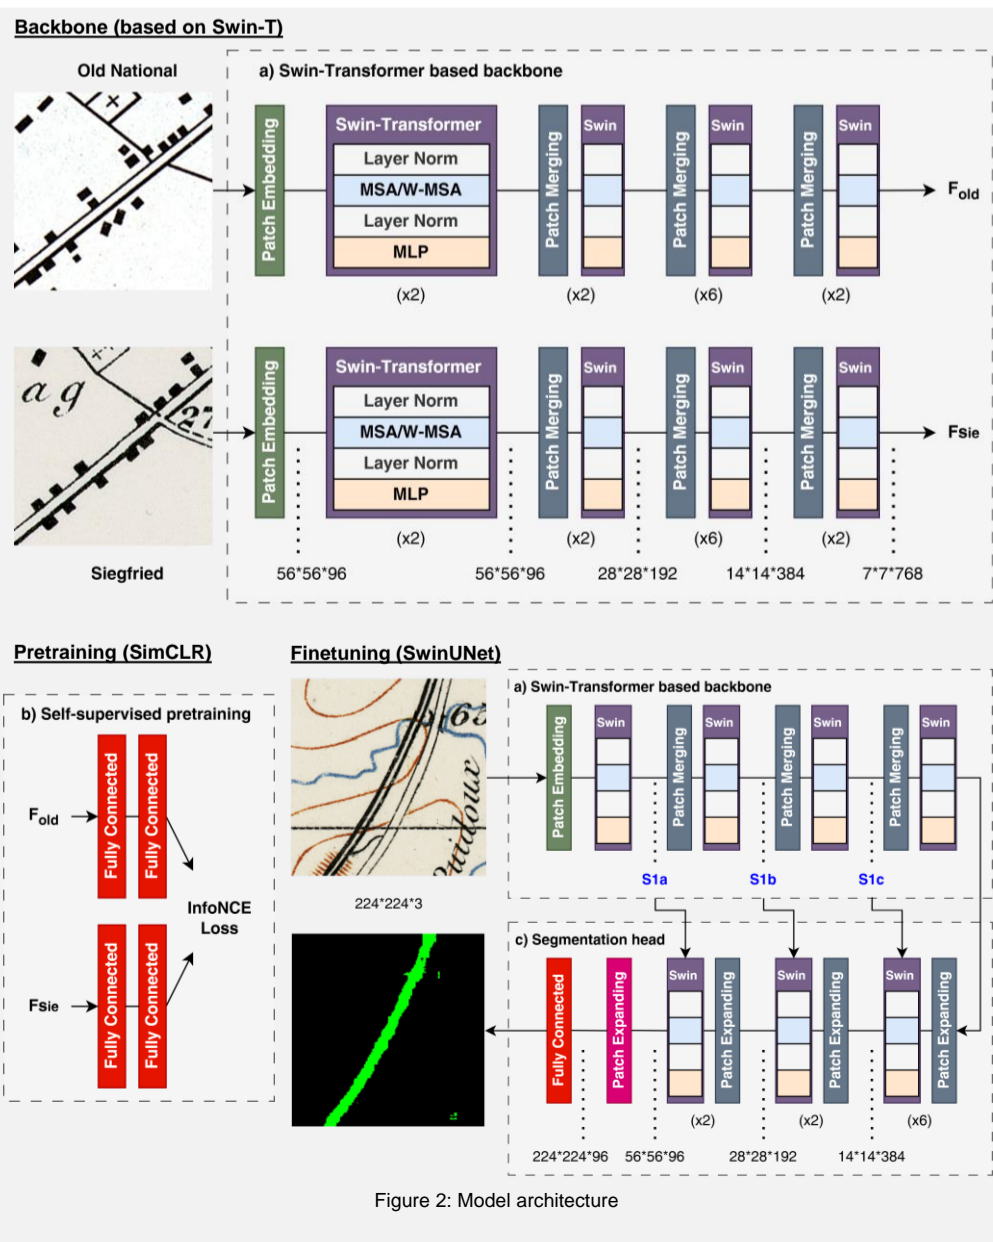 Backbone (based on Swin-T)
Old National
a) Swin-Transformer based backbone
Patch Embedding
Swin-Transformer
Layer Norm
MSA/W-MSA
Layer Norm
MLP
(x2)
Patch Merging
Swin
(x2)
Patch Merging
Swin
(x6)
Patch Merging
Swin
(x2)
Fold
ag
27
Siegfried
Patch Embedding
Swin-Transformer
Layer Norm
MSA/W-MSA
Layer Norm
MLP
(x2)
Patch Merging
Swin
(x2)
Patch Merging
Swin
(x6)
Patch Merging
Swin
(x2)
Fsie
56*56*96
56*56*96
28*28*192
14*14*384
7*7*768
Pretraining (SimCLR)
b) Self-supervised pretraining
Fold
Fully Connected
Fully Connected
InfoNCE
Loss
Fsie
Fully Connected
Fully Connected
Finetuning (SwinUNet)
65
uidoux
224*224*3
a) Swin-Transformer based backbone
Patch Embedding
Swin
Patch Merging
Swin
Patch Merging
Swin
Patch Merging
Swin
S1a
S1b
S1c
c) Segmentation head
Fully Connected
Patch Expanding
Swin
Patch Expanding
Swin
Patch Expanding
Swin
Patch Expanding
(x2)
(x2)
(x6)
224*224*96
56*56*96
28*28*192
14*14*384
Figure 2: Model architecture